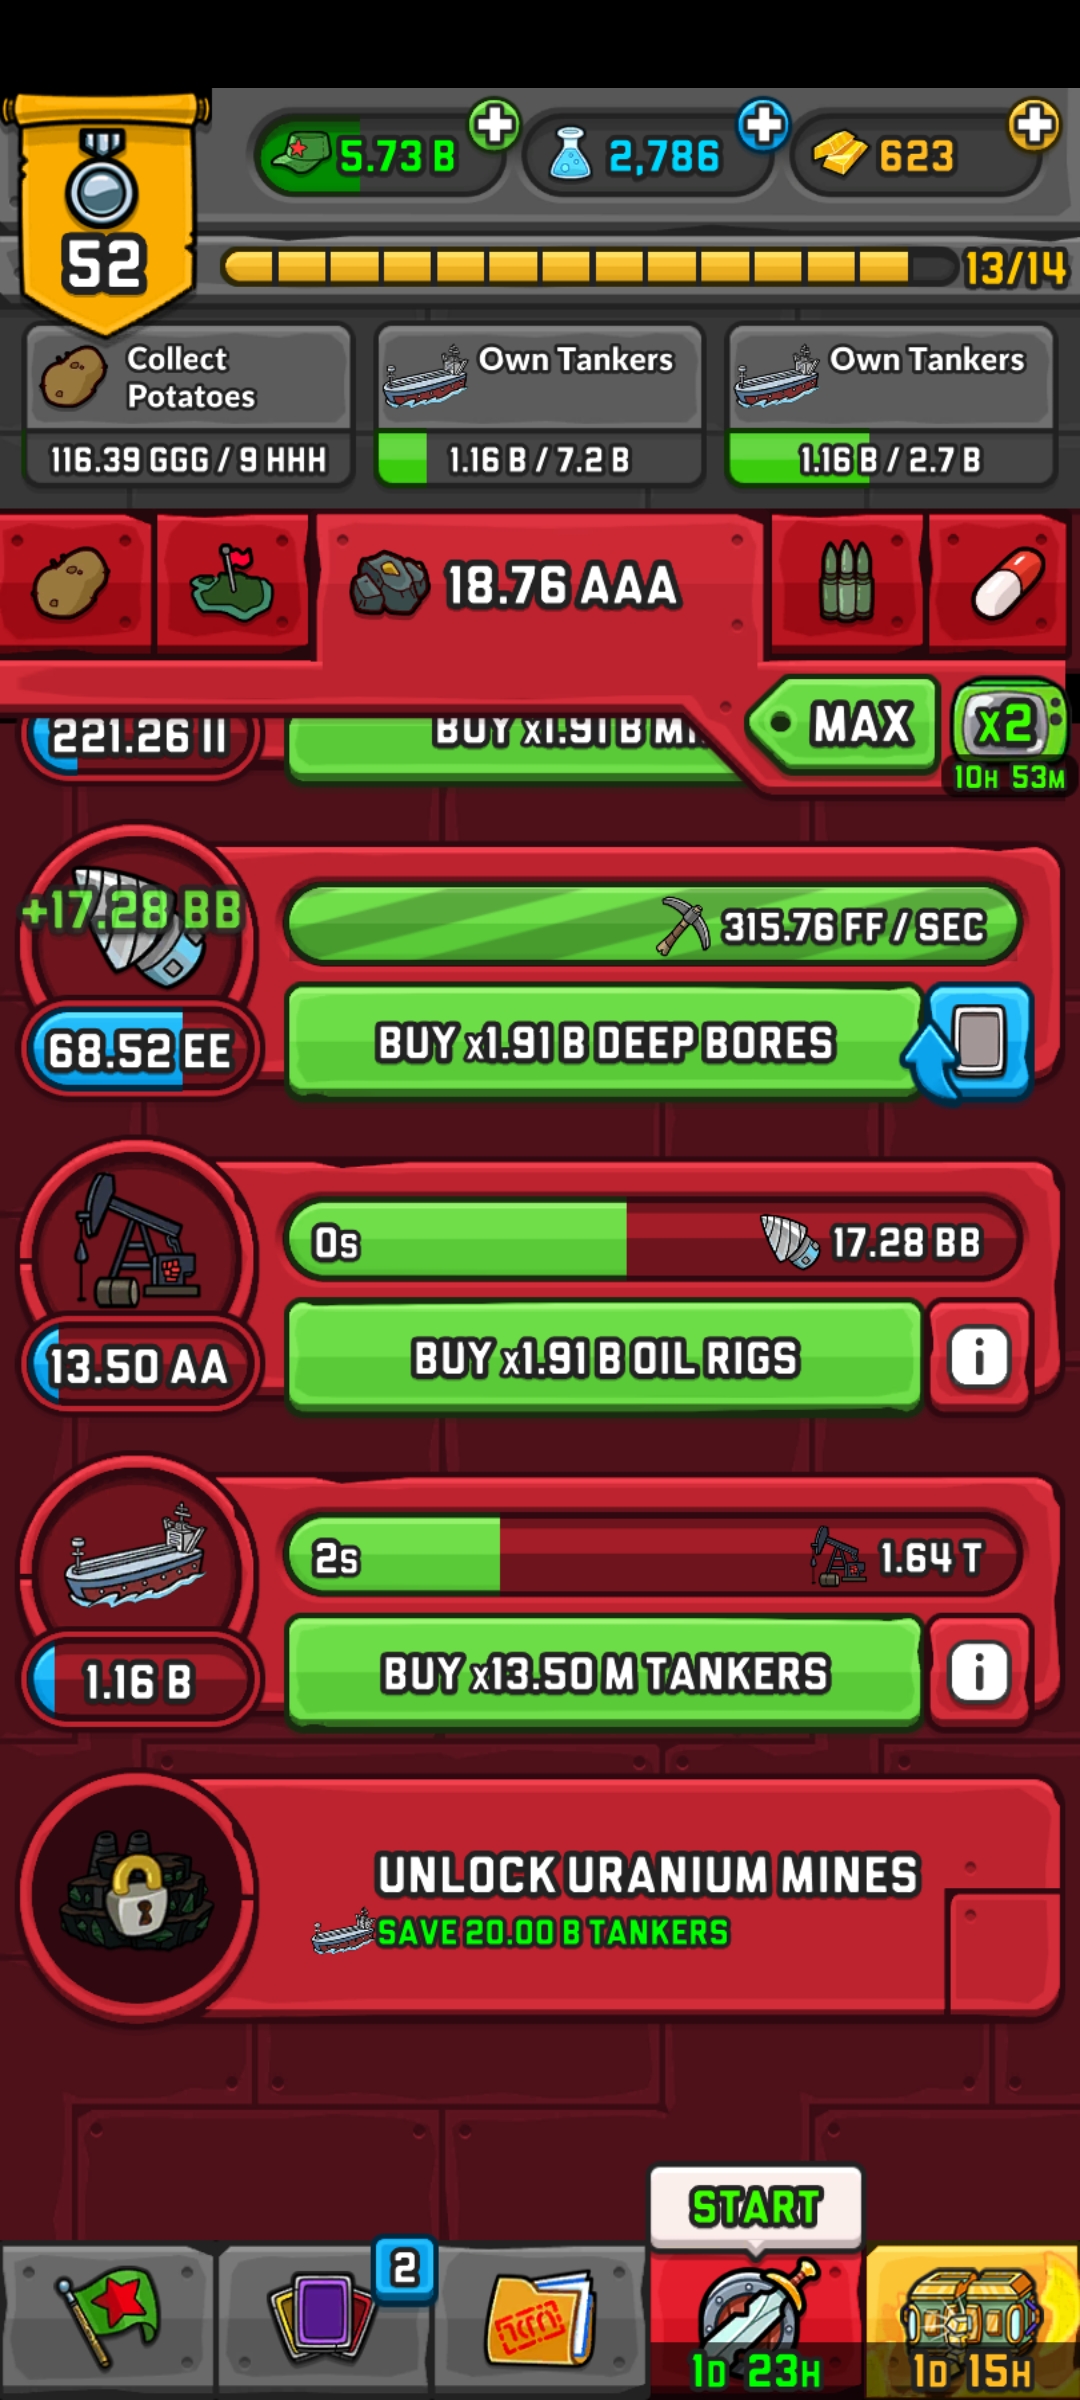 52
5.73 B
2,786
623
13/14
Collect
Potatoes
116.39 GGG / 9 HHH
Own Tankers
1.16 B / 7.2 B
Own Tankers
1.16 B / 2.7 B
18.76 AAA
MAX
X2
10H 53M
221.26 II
BUY x1.91 B
+17.28 BB
315.76 FF / SEC
68.52 EE
BUY x1.91 B DEEP BORES
0s
17.28 BB
13.50 AA
BUY x1.91 B OIL RIGS
i
2s
1.64 T
1.16 B
BUY x13.50 M TANKERS
i
UNLOCK URANIUM MINES
SAVE 20.00 B TANKERS
START
2
1D 23H
1D 15H